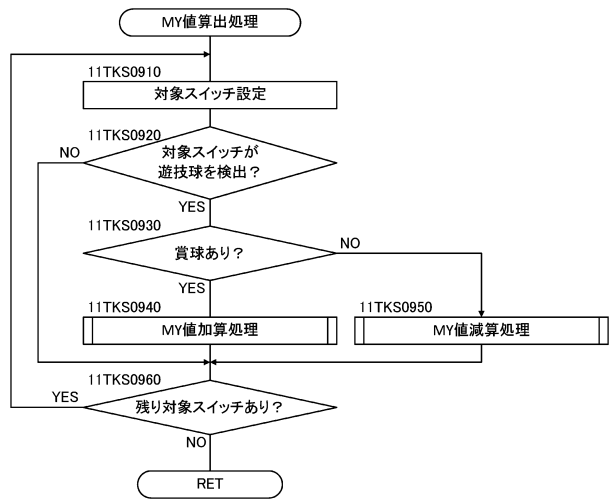 MY値算出処理
11TKS0910
対象スイッチ設定
11TKS0920
NO
対象スイッチが
遊技球を検出？
YES
11TKS0930
賞球あり？
NO
YES
11TKS0940
MY値加算処理
11TKS0950
MY値減算処理
11TKS0960
YES
残り対象スイッチあり？
NO
RET